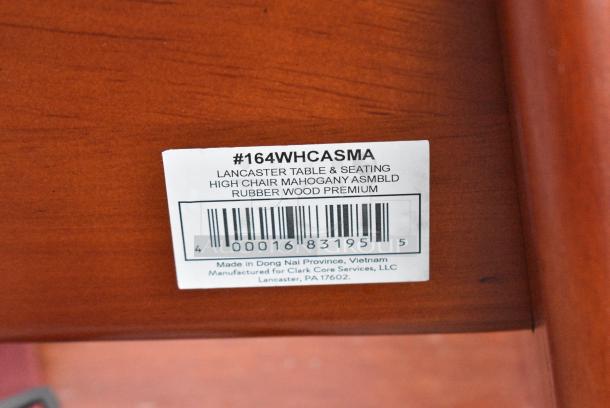 #164WHCASMA
LANCASTER TABLE & SEATING
HIGH CHAIR MAHOGANY ASMBLD
RUBBER WOOD PREMIUM
4 00016 83195 5
Made in Dong Nai Province, Vietnam
Manufactured for Clark Core Services, LLC
Lancaster, PA 17602.